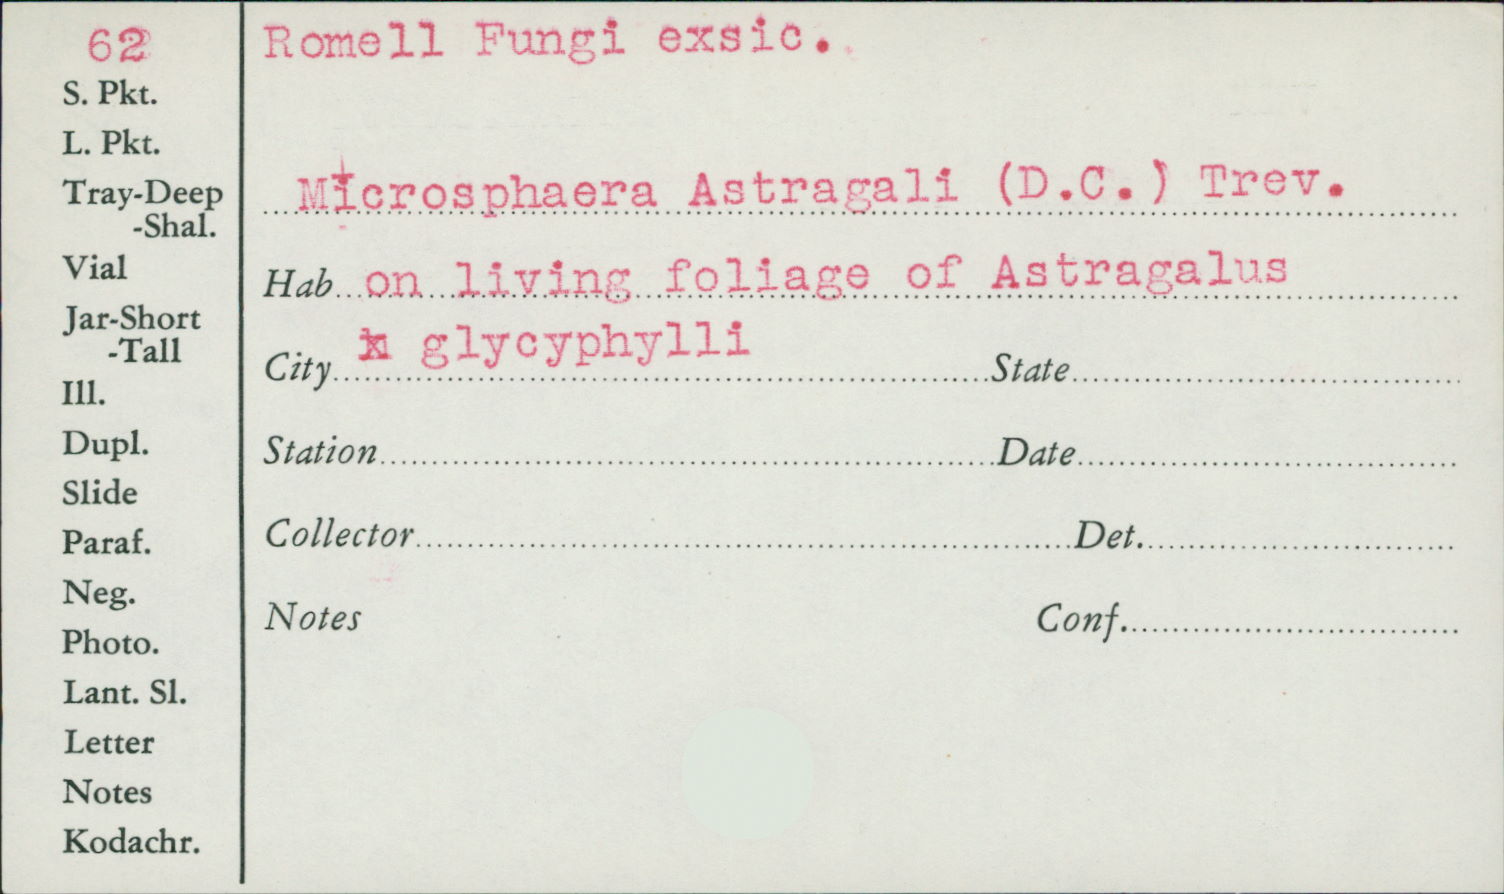 62
S. Pkt.
L. Pkt.
Tray-Deep
-Shal.
Vial
Jar-Short
-Tall
Ill.
Dupl.
Slide
Paraf.
Neg.
Photo.
Lant. Sl.
Letter
Notes
Kodachr.
Romell Fungi exsic.
Microsphaera Astragali (D.C.) Trev.
Hab on living foliage of Astragalus
glycyphylli
City State
Station Date
Collector Det.
Notes Conf.